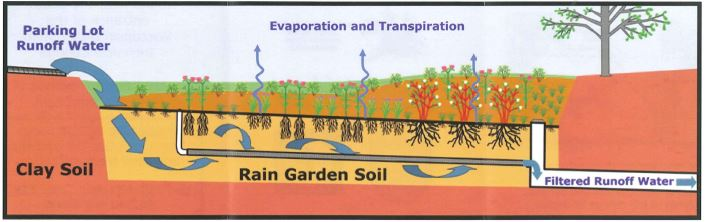 Parking Lot
Runoff Water
Evaporation and Transpiration
Clay Soil
Rain Garden Soil
Filtered Runoff Water